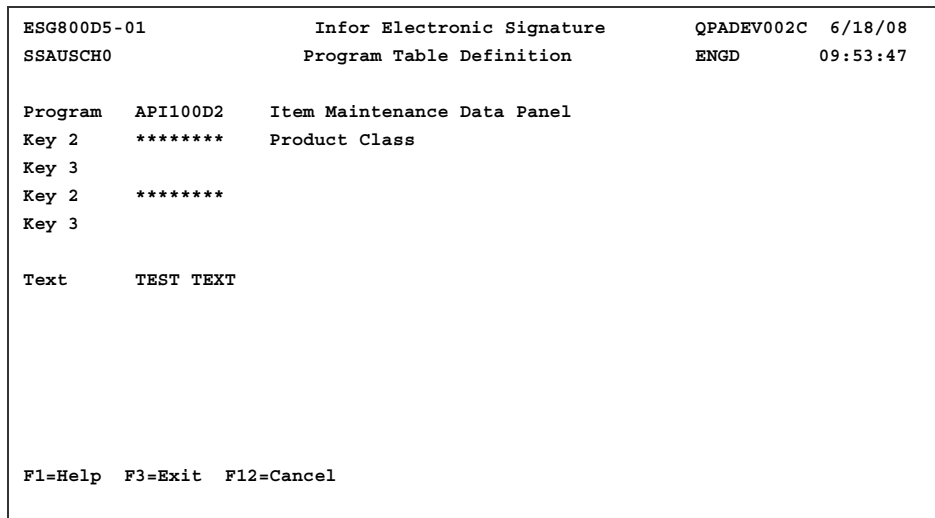 ESG800D5-01 Infor Electronic Signature QPADEV002C 6/18/08
SSAUSCH0 Program Table Definition ENGD 09:53:47
Program API100D2 Item Maintenance Data Panel
Key 2 ******** Product Class
Key 3
Key 2 ********
Key 3
Text TEST TEXT
F1=Help F3=Exit F12=Cancel